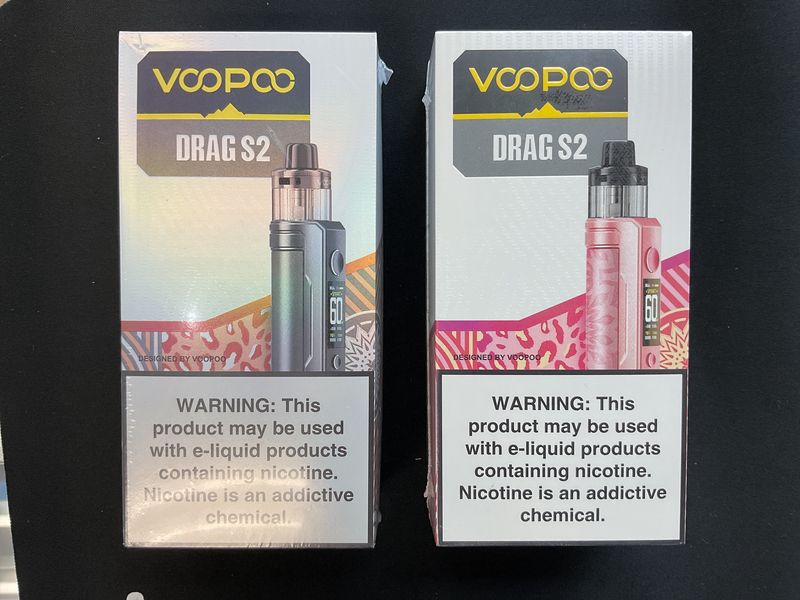 VOOPOO
DRAG S2
60
DESIGNED BY VOOPOO
WARNING: This
product may be used
with e-liquid products
containing nicotine.
Nicotine is an addictive
chemical.
VOOPOO
DRAG S2
60
DESIGNED BY VOOPOO
WARNING: This
product may be used
with e-liquid products
containing nicotine.
Nicotine is an addictive
chemical.